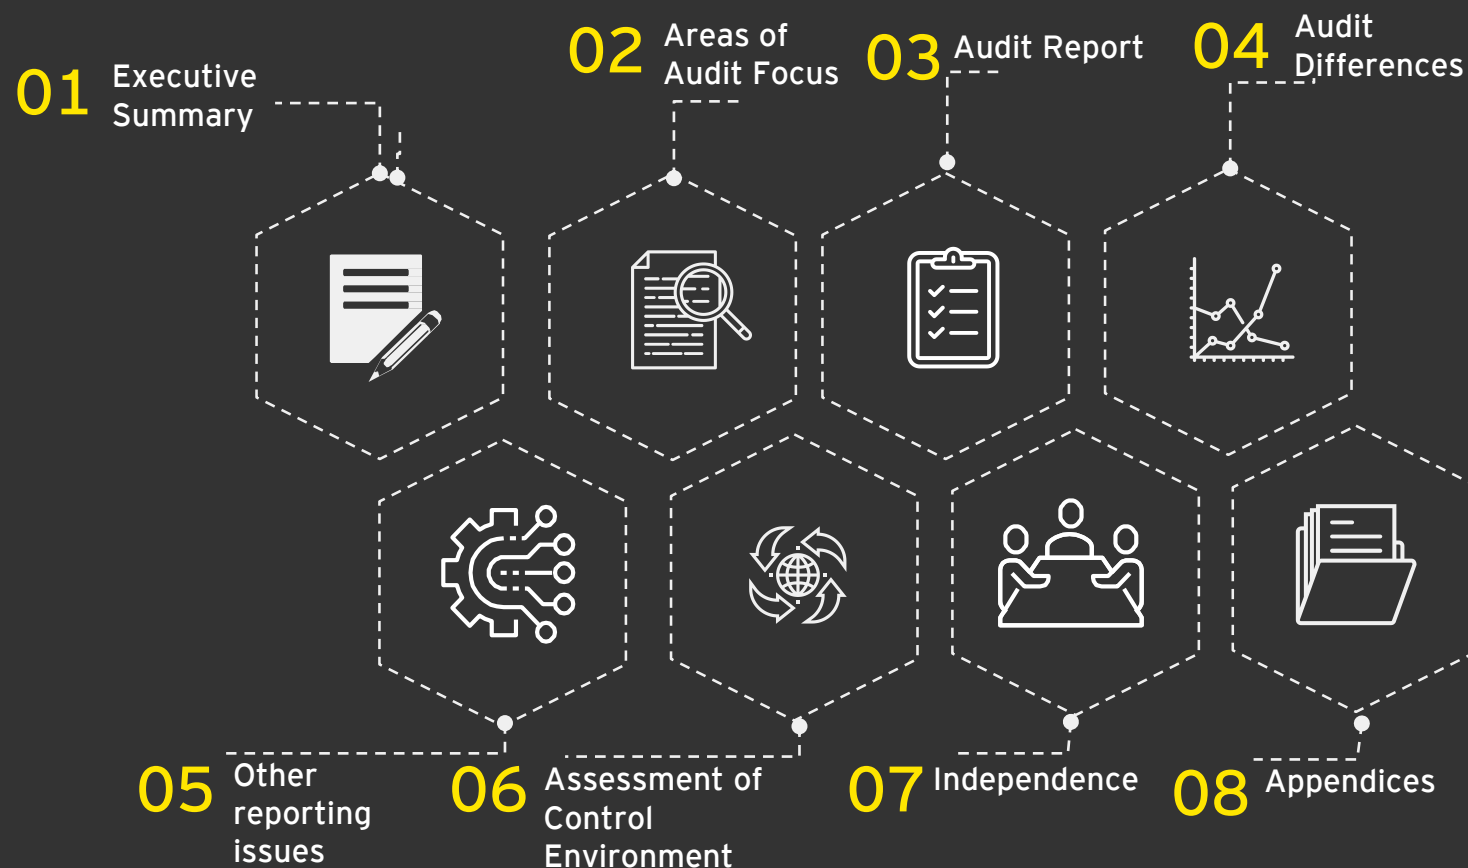 01 Executive
Summary
02 Areas of
Audit Focus
03 Audit Report
04 Audit
Differences
05 Other
reporting
issues
06 Assessment of
Control
Environment
07 Independence
08 Appendices